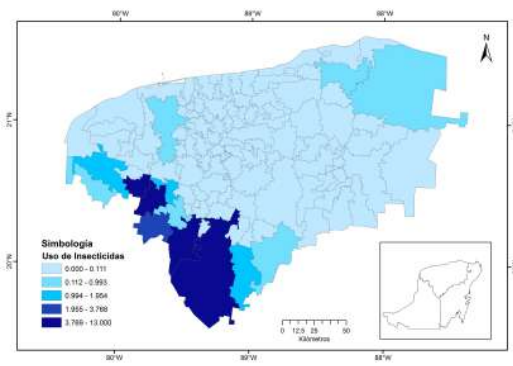 90°W 89°W 88°W
N
21°N
20°N
Simbología
Uso de Insecticidas
0.000 - 0.111
0.112 - 0.993
0.994 - 1.954
1.955 - 3.768
3.769 - 13.000
0 12.5 25 50
Kilómetros
90°W 89°W 88°W